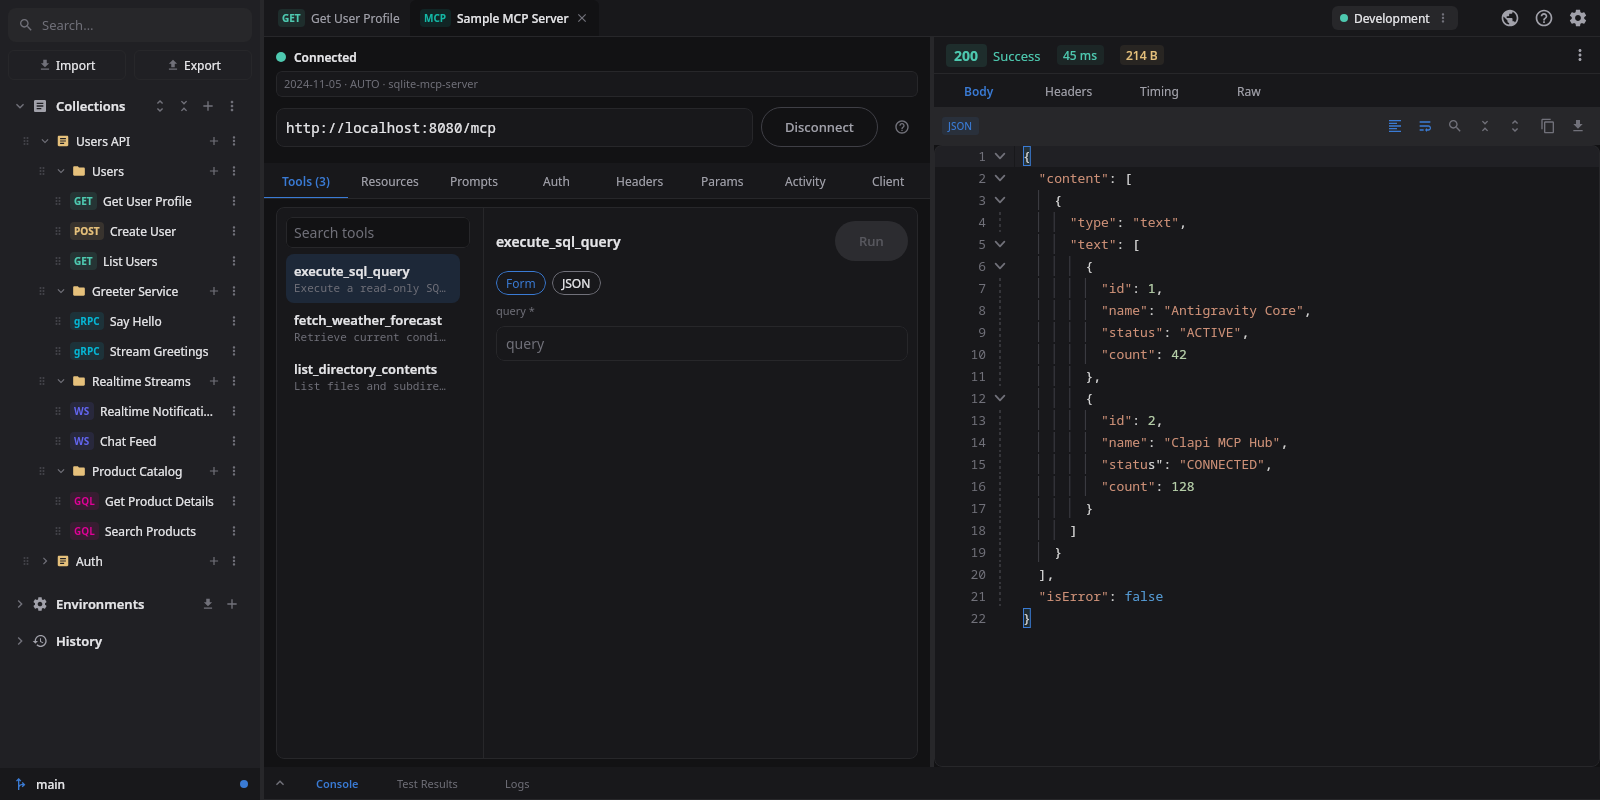 Search...
Import
Export
Collections
Users API
Users
GET Get User Profile
POST Create User
GET List Users
Greeter Service
gRPC Say Hello
gRPC Stream Greetings
Realtime Streams
WS Realtime Notificati...
WS Chat Feed
Product Catalog
GQL Get Product Details
GQL Search Products
Auth
Environments
History
main
GET Get User Profile
MCP Sample MCP Server
Development
Connected
2024-11-05 · AUTO · sqlite-mcp-server
http://localhost:8080/mcp
Disconnect
Tools (3)
Resources
Prompts
Auth
Headers
Params
Activity
Client
Search tools
execute_sql_query
Execute a read-only SQ…
fetch_weather_forecast
Retrieve current condi…
list_directory_contents
List files and subdire…
execute_sql_query
Run
Form
JSON
query *
query
Console
Test Results
Logs
200 Success 45 ms 214 B
Body
Headers
Timing
Raw
JSON
1 {
2 "content": [
3 {
4 "type": "text",
5 "text": [
6 {
7 "id": 1,
8 "name": "Antigravity Core",
9 "status": "ACTIVE",
10 "count": 42
11 },
12 {
13 "id": 2,
14 "name": "Clapi MCP Hub",
15 "status": "CONNECTED",
16 "count": 128
17 }
18 ]
19 }
20 ],
21 "isError": false
22 }